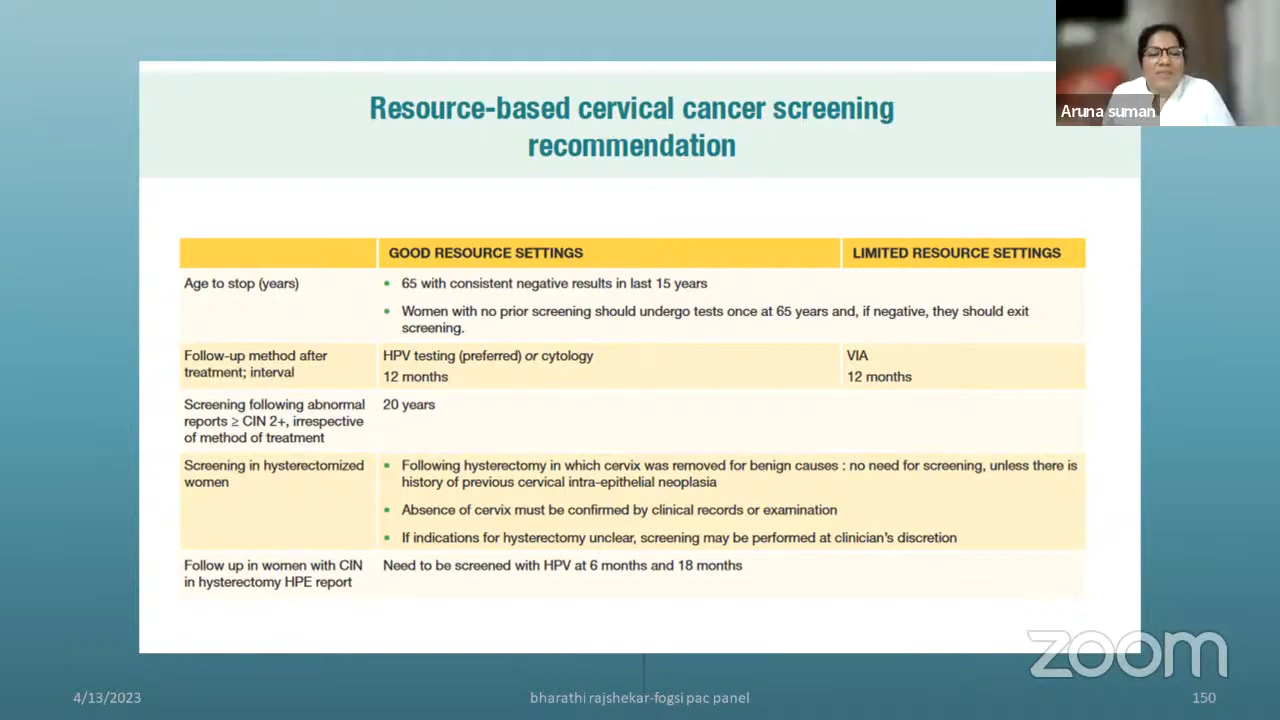 Aruna suman
Resource-based cervical cancer screening
recommendation
GOOD RESOURCE SETTINGS
LIMITED RESOURCE SETTINGS
Age to stop (years)
• 65 with consistent negative results in last 15 years
• Women with no prior screening should undergo tests once at 65 years and, if negative, they should exit
screening.
Follow-up method after
treatment; interval
HPV testing (preferred) or cytology
12 months
VIA
12 months
Screening following abnormal
reports ≥ CIN 2+, irrespective
of method of treatment
20 years
Screening in hysterectomized
women
• Following hysterectomy in which cervix was removed for benign causes : no need for screening, unless there is
history of previous cervical intra-epithelial neoplasia
• Absence of cervix must be confirmed by clinical records or examination
• If indications for hysterectomy unclear, screening may be performed at clinician's discretion
Follow up in women with CIN
in hysterectomy HPE report
Need to be screened with HPV at 6 months and 18 months
zoom
4/13/2023
bharathi rajshekar-fogsi pac panel
150